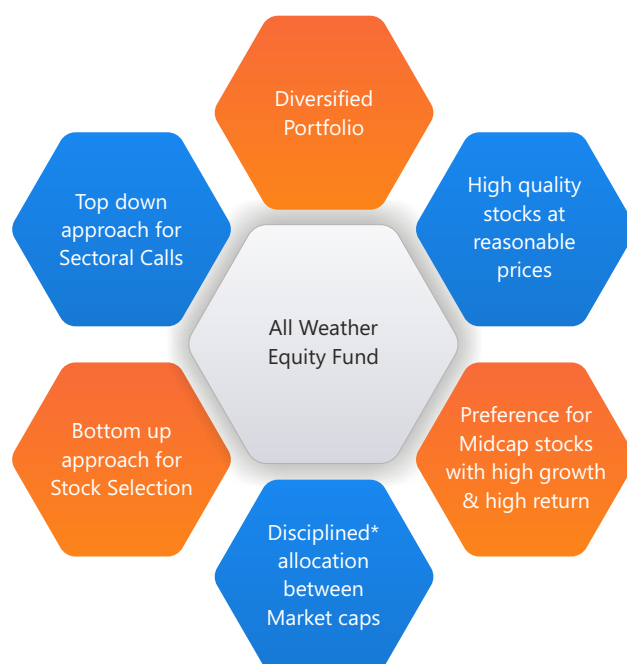 Diversified
Portfolio
High quality
stocks at
reasonable
prices
Top down
approach for
Sectoral Calls
All Weather
Equity Fund
Preference for
Midcap stocks
with high growth
& high return
Bottom up
approach for
Stock Selection
Disciplined*
allocation
between
Market caps